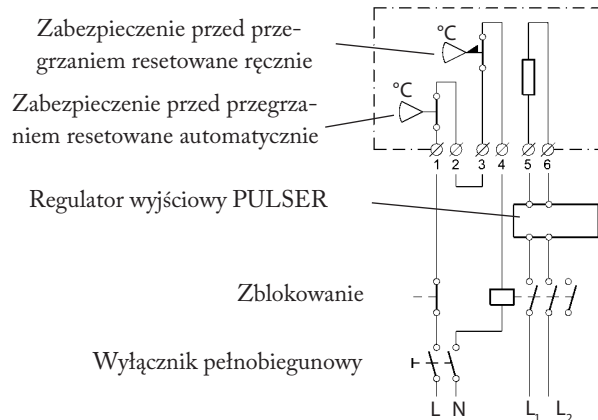 Zabezpieczenie przed prze-
grzaniem resetowane ręcznie
°C
Zabezpieczenie przed przegrza-
niem resetowane automatycznie
°C
1 2 3 4 5 6
Regulator wyjściowy PULSER
Zblokowanie
Wyłącznik pełnobiegunowy
L N L1 L2